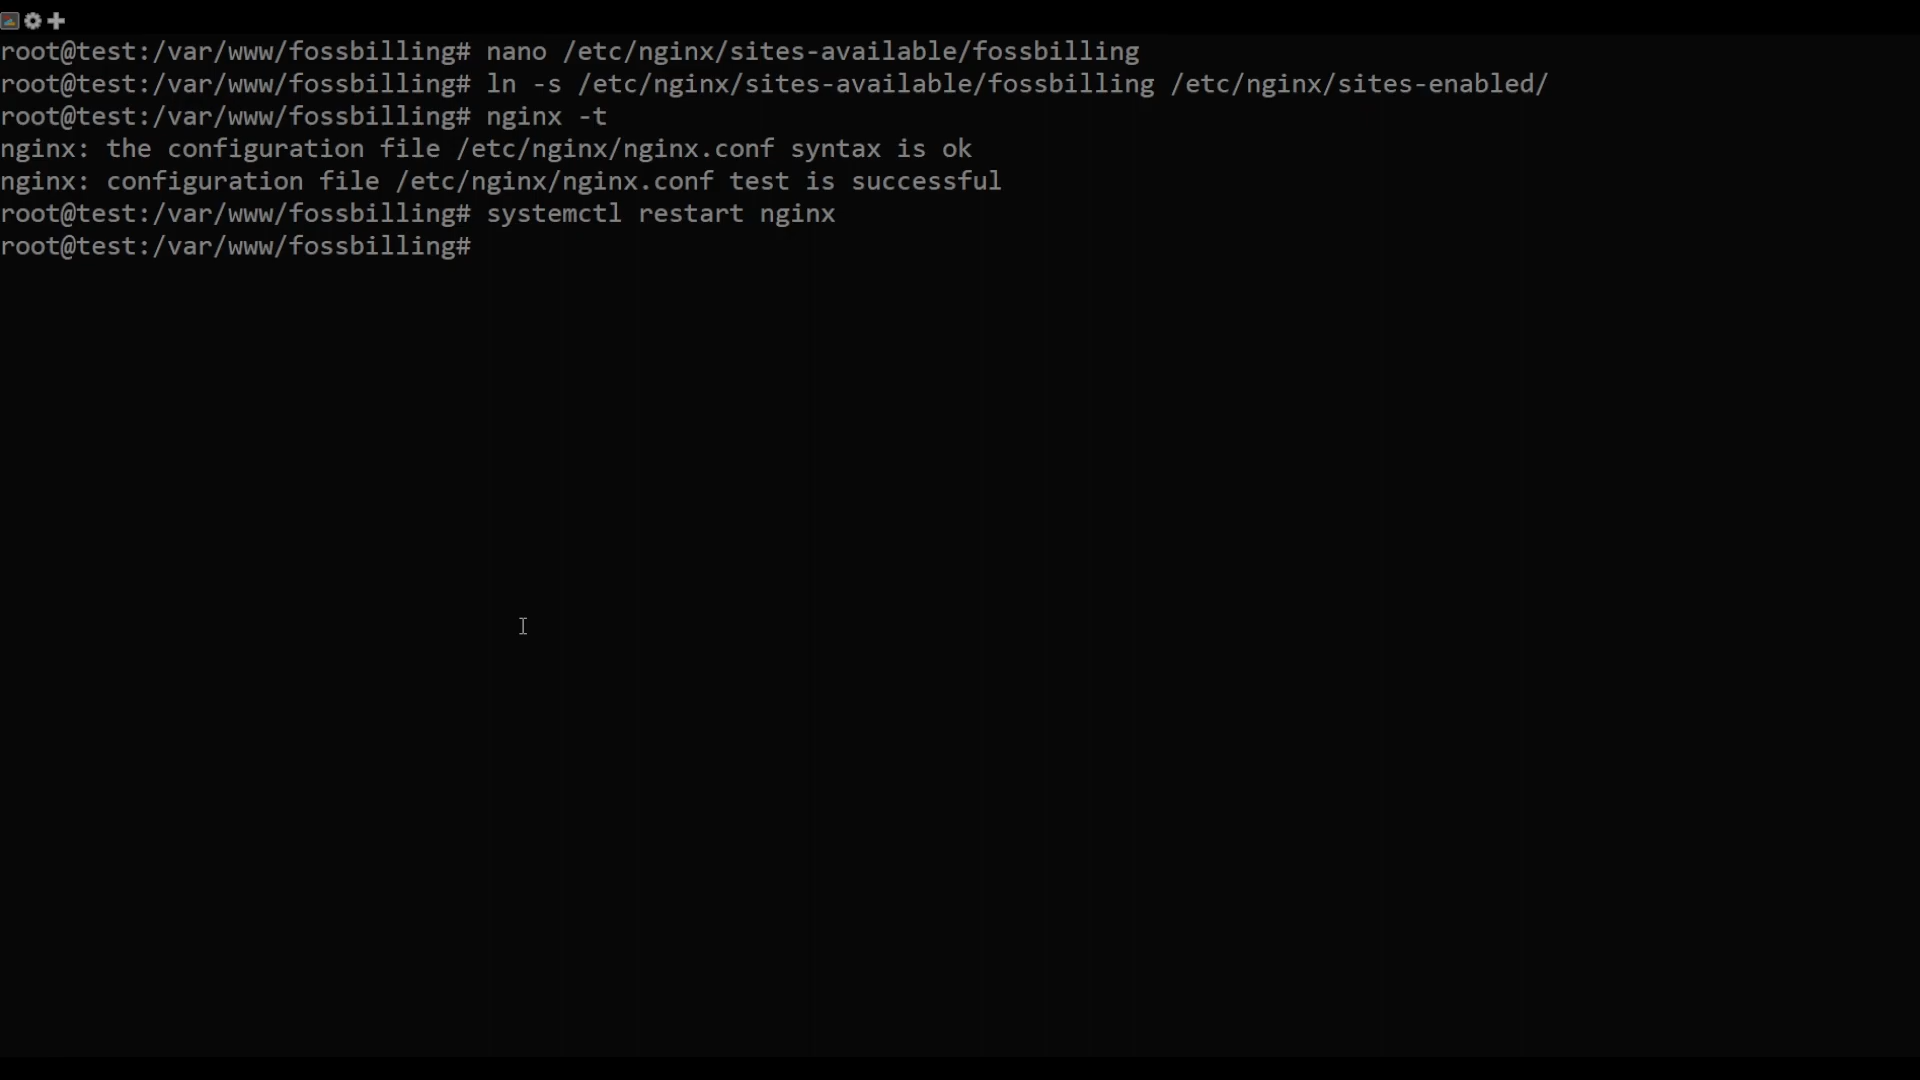 root@test:/var/www/fossbilling# nano /etc/nginx/sites-available/fossbilling
root@test:/var/www/fossbilling# ln -s /etc/nginx/sites-available/fossbilling /etc/nginx/sites-enabled/
root@test:/var/www/fossbilling# nginx -t
nginx: the configuration file /etc/nginx/nginx.conf syntax is ok
nginx: configuration file /etc/nginx/nginx.conf test is successful
root@test:/var/www/fossbilling# systemctl restart nginx
root@test:/var/www/fossbilling#